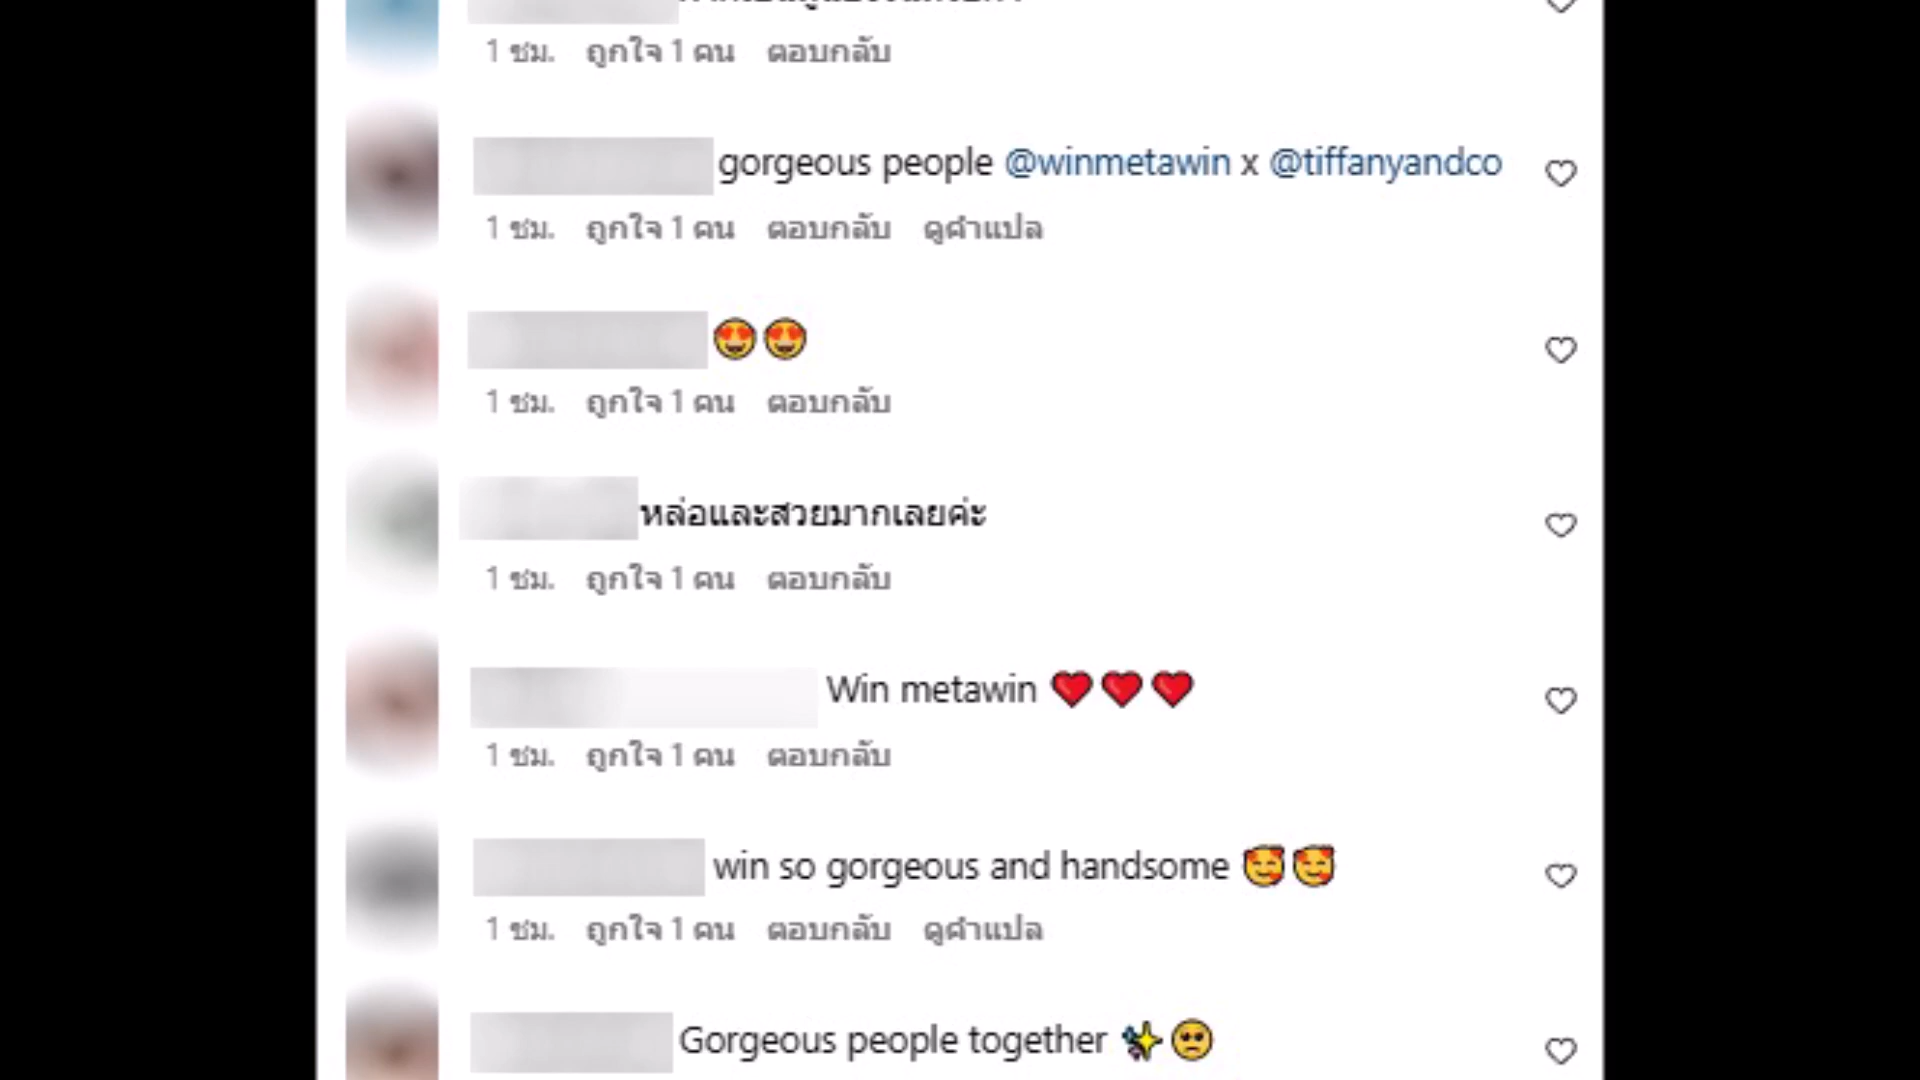 1 ชม. ถูกใจ 1 คน ตอบกลับ
gorgeous people @winmetawin x @tiffanyandco
1 ชม. ถูกใจ 1 คน ตอบกลับ ดูคำแปล
😍😍
1 ชม. ถูกใจ 1 คน ตอบกลับ
หล่อและสวยมากเลยค่ะ
1 ชม. ถูกใจ 1 คน ตอบกลับ
Win metawin ❤️❤️❤️
1 ชม. ถูกใจ 1 คน ตอบกลับ
win so gorgeous and handsome 🥰🥰
1 ชม. ถูกใจ 1 คน ตอบกลับ ดูคำแปล
Gorgeous people together ✨🥺